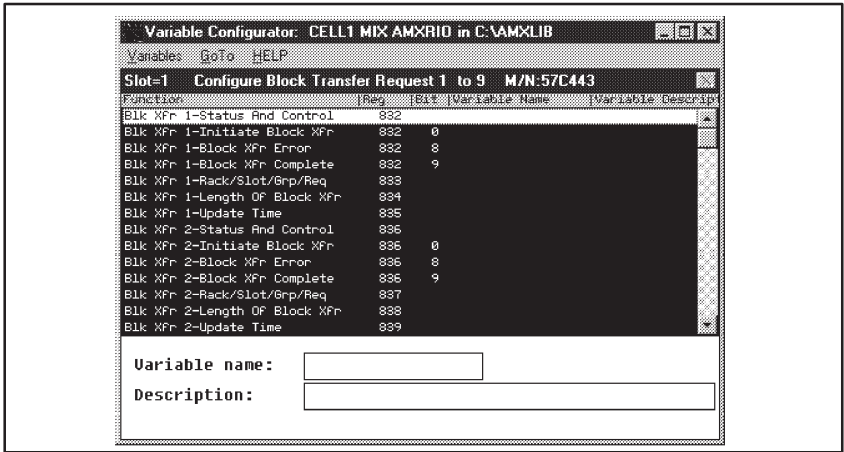 Variable Configurator: CELL1 MIX AMXRIO in C:\AMXLIB
Variables GoTo HELP
Slot=1 Configure Block Transfer Request 1 to 9 M/N:57C443
Function |Reg |Bit |Variable Name |Variable Descript
Blk Xfr 1-Status And Control 832
Blk Xfr 1-Initiate Block Xfr 832 0
Blk Xfr 1-Block Xfr Error 832 8
Blk Xfr 1-Block Xfr Complete 832 9
Blk Xfr 1-Rack/Slot/Grp/Req 833
Blk Xfr 1-Length Of Block Xfr 834
Blk Xfr 1-Update Time 835
Blk Xfr 2-Status And Control 836
Blk Xfr 2-Initiate Block Xfr 836 0
Blk Xfr 2-Block Xfr Error 836 8
Blk Xfr 2-Block Xfr Complete 836 9
Blk Xfr 2-Rack/Slot/Grp/Req 837
Blk Xfr 2-Length Of Block Xfr 838
Blk Xfr 2-Update Time 839
Variable name:
Description: